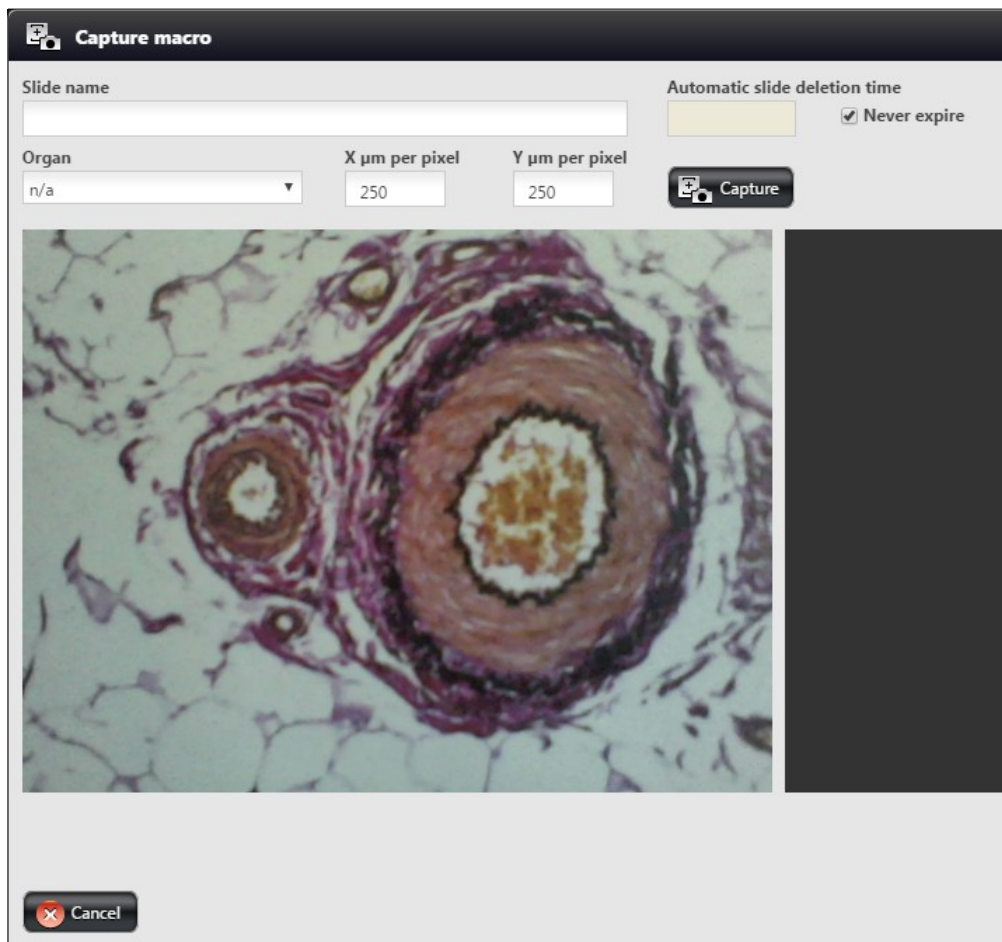 Capture macro
Slide name
Automatic slide deletion time
Never expire
Organ
X µm per pixel
Y µm per pixel
n/a
250
250
Capture
Cancel